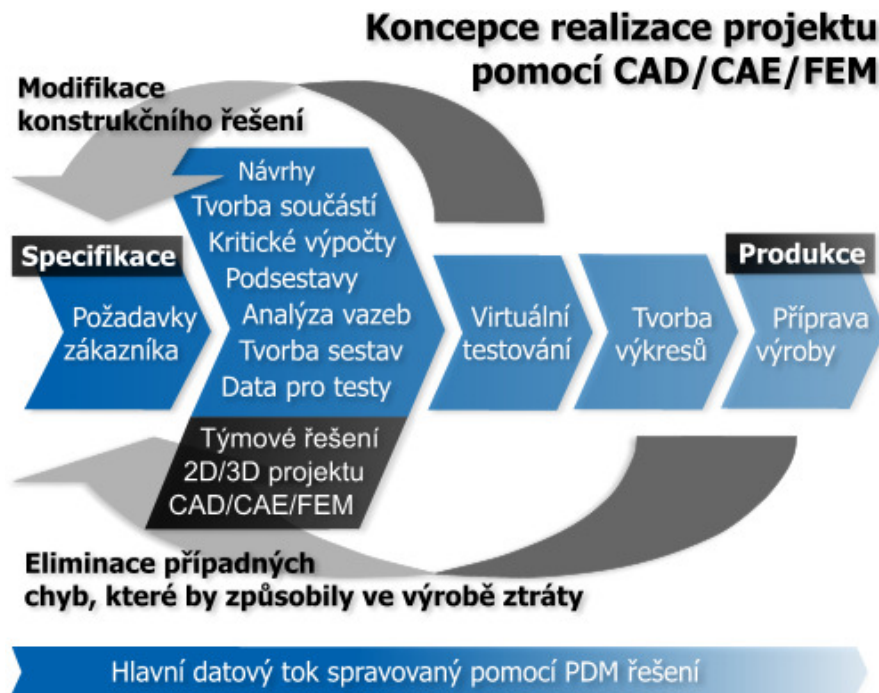 Koncepce realizace projektu
pomocí CAD/CAE/FEM
Modifikace
konstrukčního řešení
Specifikace
Požadavky
zákazníka
Návrhy
Tvorba součástí
Kritické výpočty
Podsestavy
Analýza vazeb
Tvorba sestav
Data pro testy
Týmové řešení
2D/3D projektu
CAD/CAE/FEM
Virtuální
testování
Tvorba
výkresů
Produkce
Příprava
výroby
Eliminace případných
chyb, které by způsobily ve výrobě ztráty
Hlavní datový tok spravovaný pomocí PDM řešení